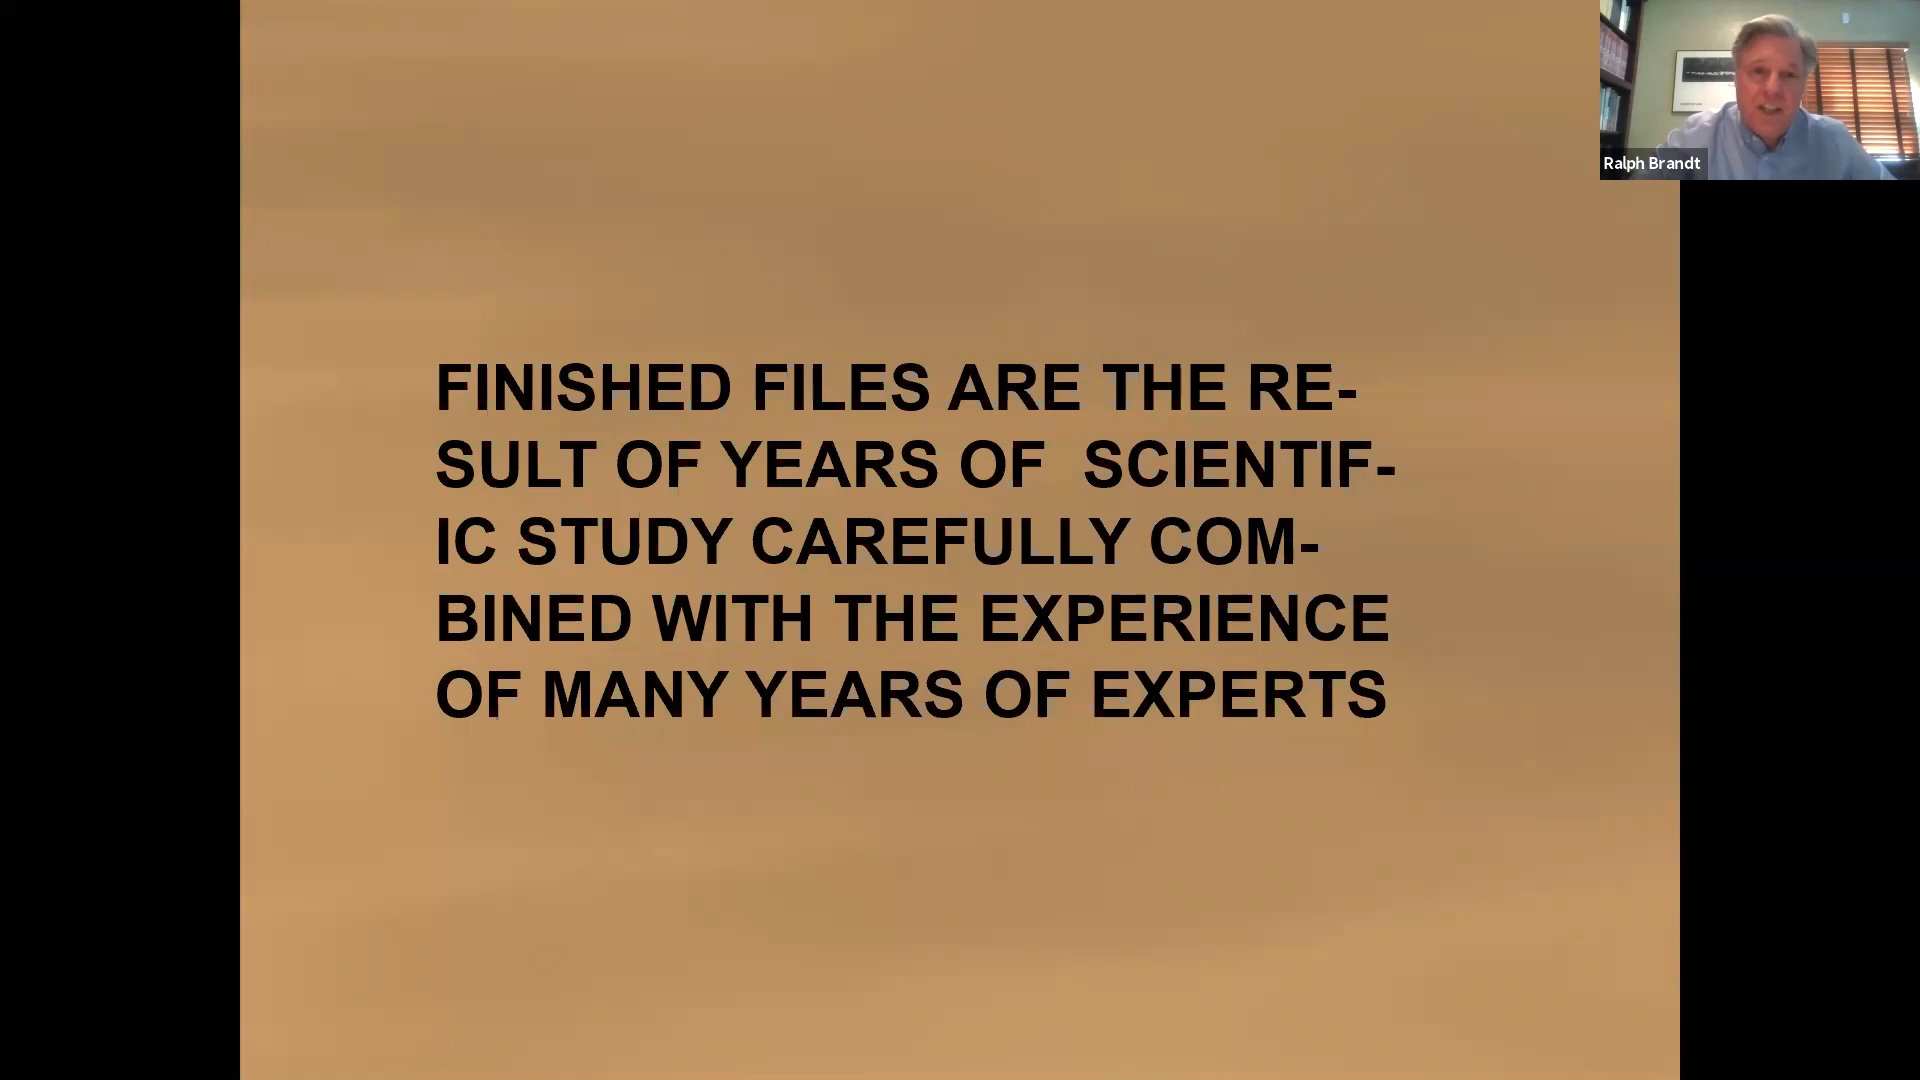 FINISHED FILES ARE THE RE-
SULT OF YEARS OF  SCIENTIF-
IC STUDY CAREFULLY COM-
BINED WITH THE EXPERIENCE
OF MANY YEARS OF EXPERTS
Ralph Brandt